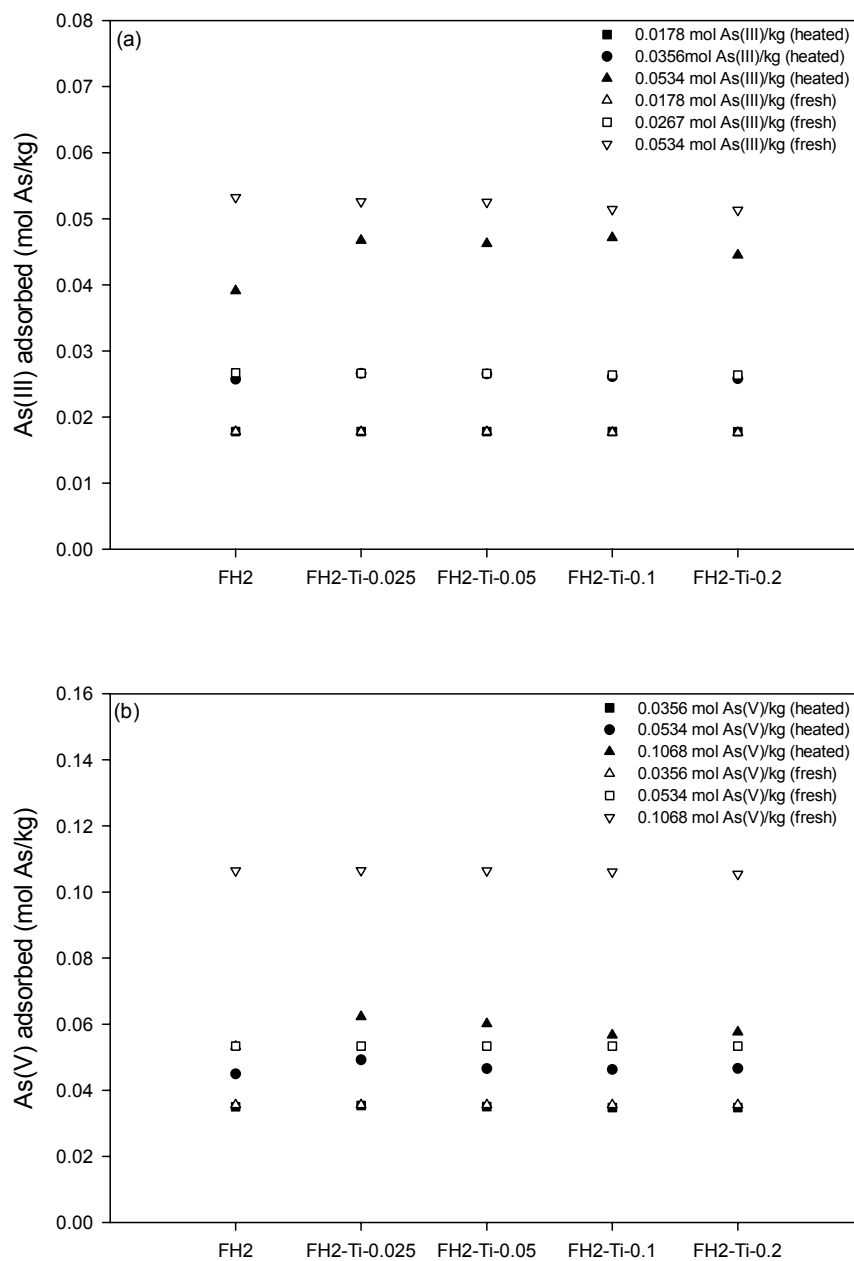 (a)
0.0178 mol As(III)/kg (heated)
0.0356mol As(III)/kg (heated)
0.0534 mol As(III)/kg (heated)
0.0178 mol As(III)/kg (fresh)
0.0267 mol As(III)/kg (fresh)
0.0534 mol As(III)/kg (fresh)
As(III) adsorbed (mol As/kg)
0.08
0.07
0.06
0.05
0.04
0.03
0.02
0.01
0.00
FH2 FH2-Ti-0.025 FH2-Ti-0.05 FH2-Ti-0.1 FH2-Ti-0.2
(b)
0.0356 mol As(V)/kg (heated)
0.0534 mol As(V)/kg (heated)
0.1068 mol As(V)/kg (heated)
0.0356 mol As(V)/kg (fresh)
0.0534 mol As(V)/kg (fresh)
0.1068 mol As(V)/kg (fresh)
As(V) adsorbed (mol As/kg)
0.16
0.14
0.12
0.10
0.08
0.06
0.04
0.02
0.00
FH2 FH2-Ti-0.025 FH2-Ti-0.05 FH2-Ti-0.1 FH2-Ti-0.2